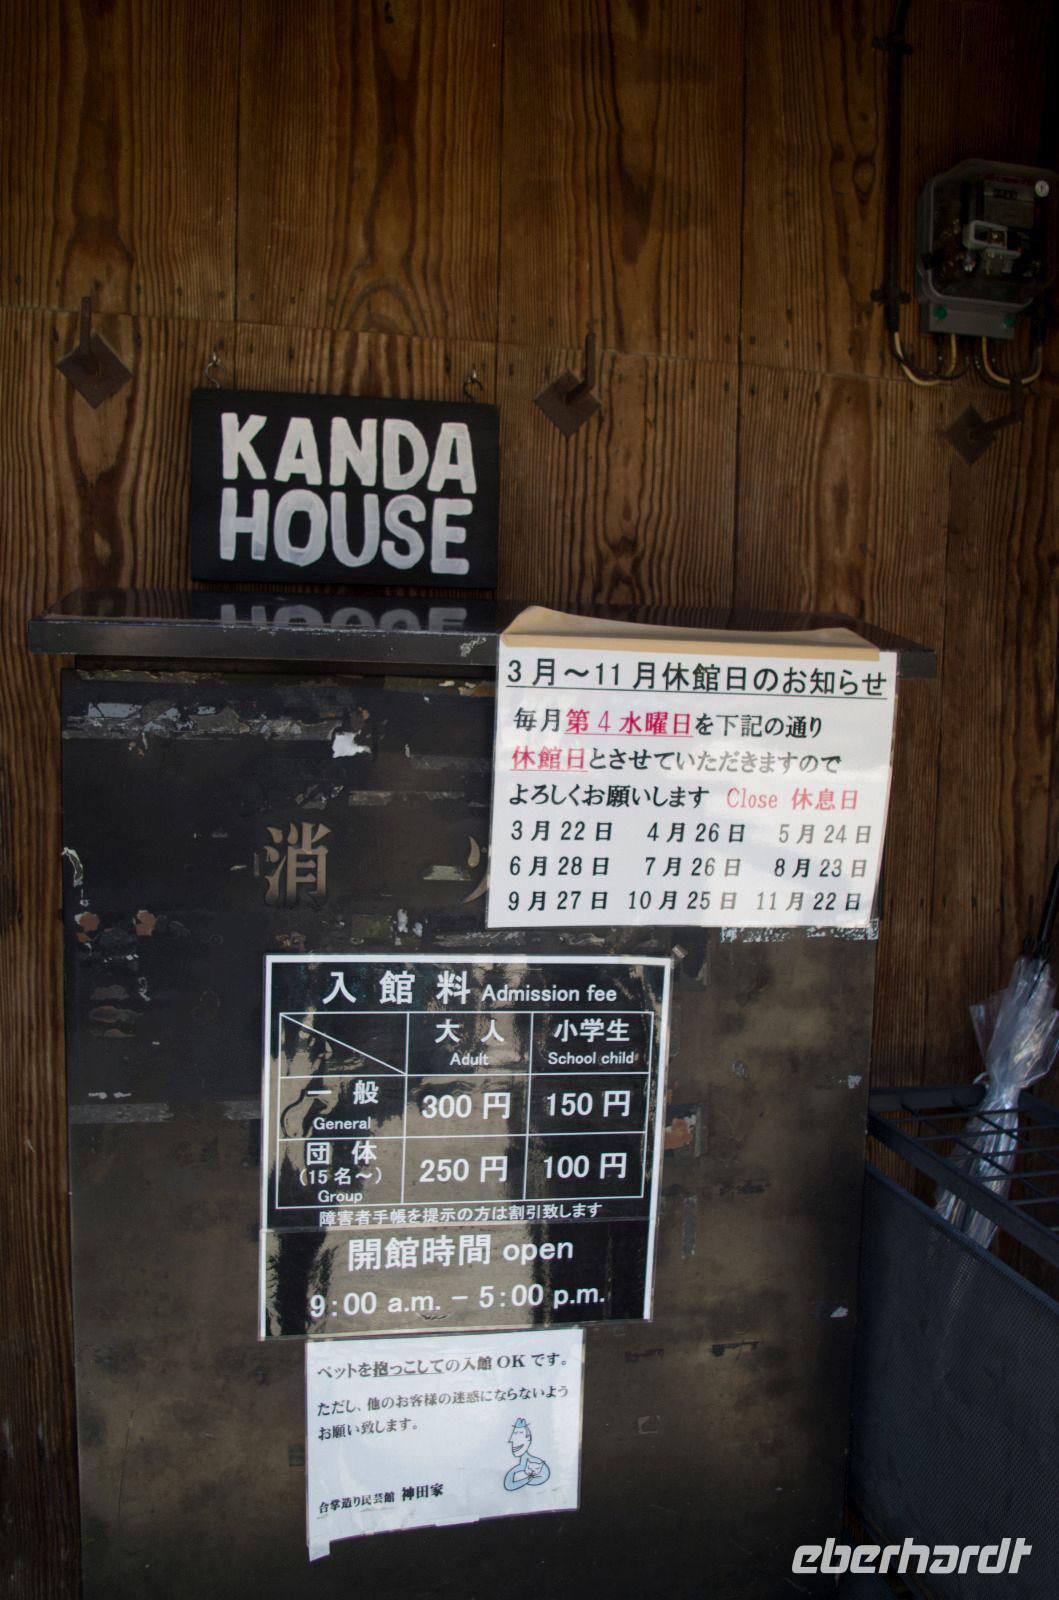 KANDA
HOUSE
3月～11月休館日のお知らせ
毎月第4水曜日を下記の通り
休館日とさせていただきますので
よろしくお願いします Close 休息日
3月22日 4月26日 5月24日
6月28日 7月26日 8月23日
9月27日 10月25日 11月22日
消
入館料 Admission fee
大人 小学生
Adult School child
一般 300円 150円
General
団体 250円 100円
(15名～)
Group
障害者手帳を提示の方は割引致します
開館時間 open
9:00 a.m. - 5:00 p.m.
ペットを抱っこしての入館OKです。
ただし、他のお客様の迷惑にならないよう
お願い致します。
合掌造り民芸館 神田家
eberhardt